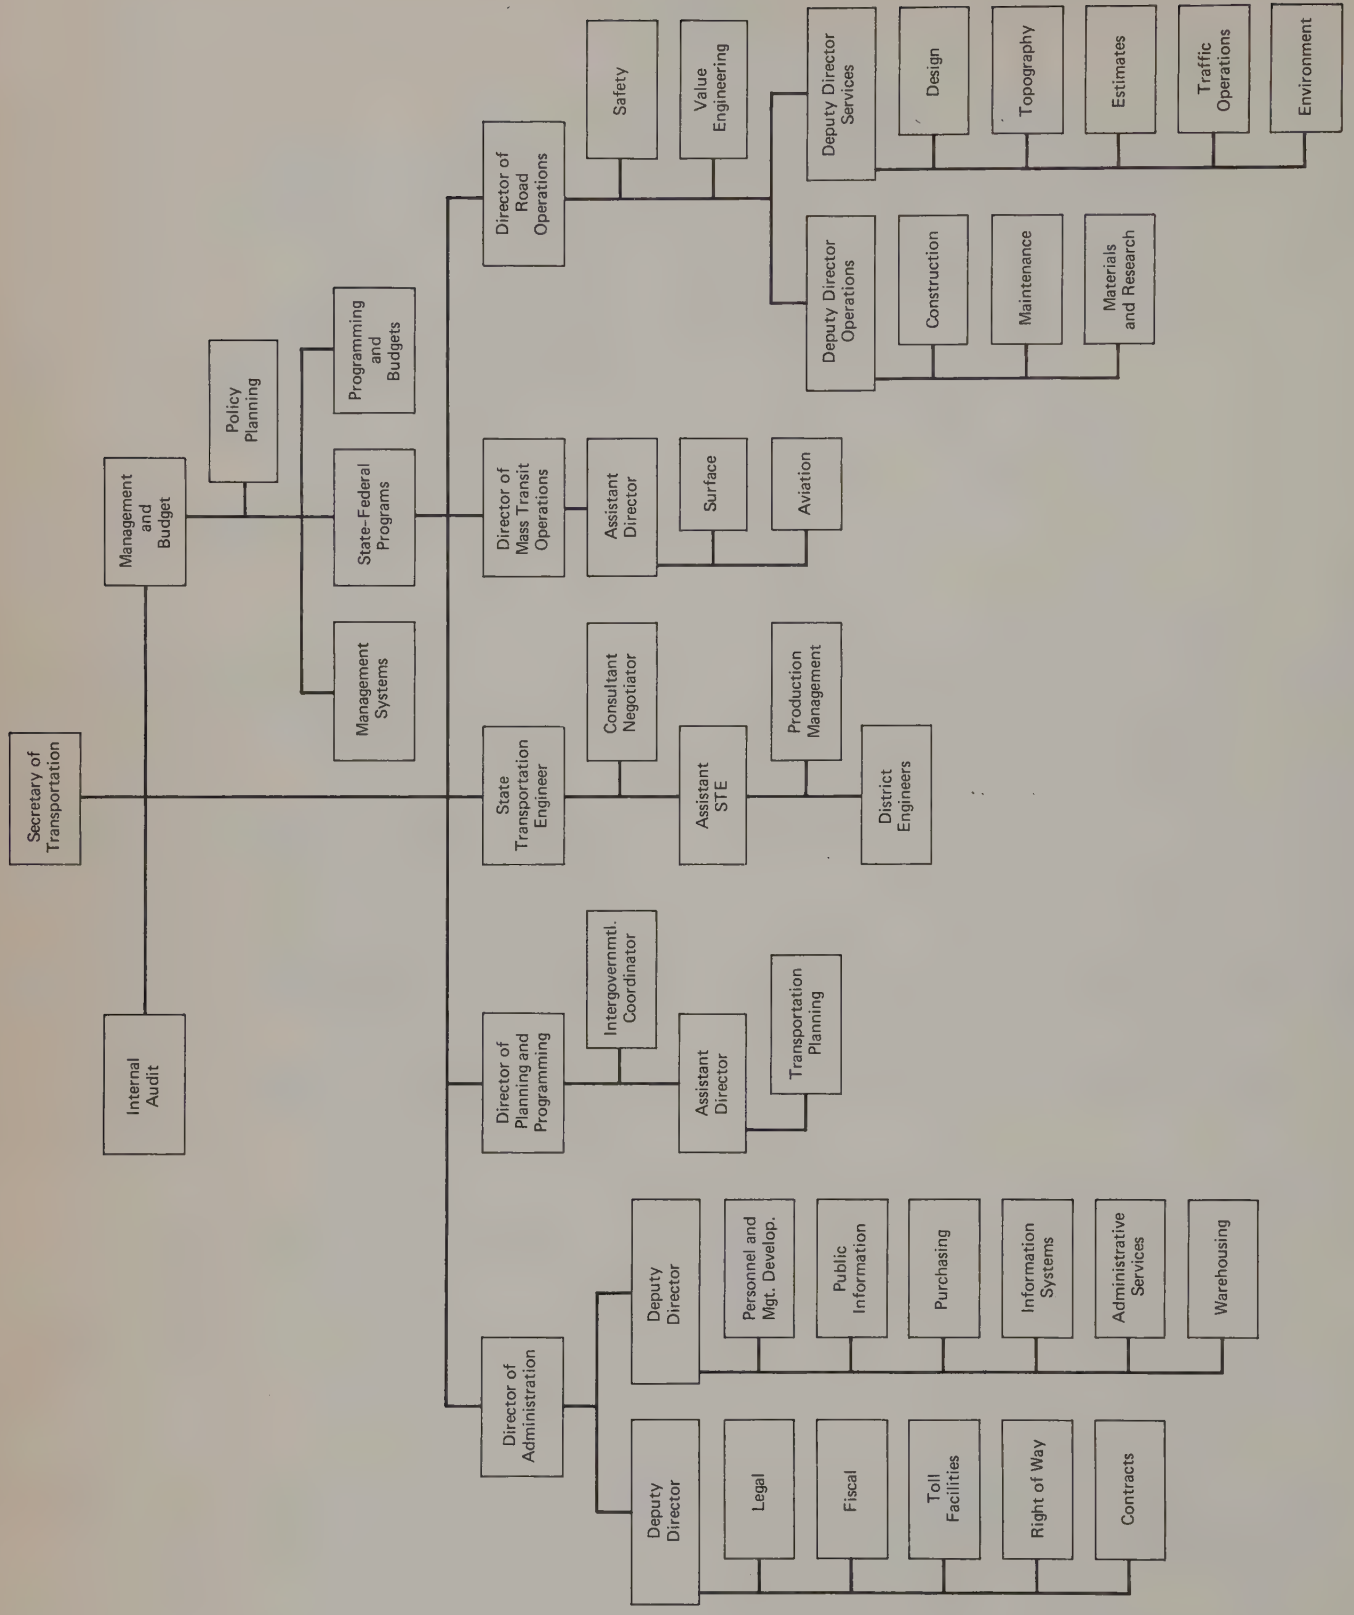 Secretary of
Transportation
Internal
Audit
Management
and
Budget
Policy
Planning
Management
Systems
State-Federal
Programs
Programming
and
Budgets
Director of
Administration
Deputy
Director
Legal
Fiscal
Toll
Facilities
Right of Way
Contracts
Deputy
Director
Personnel and
Mgt. Develop.
Public
Information
Purchasing
Information
Systems
Administrative
Services
Warehousing
Director of
Planning and
Programming
Intergovernmtl.
Coordinator
Assistant
Director
Transportation
Planning
State
Transportation
Engineer
Consultant
Negotiator
Assistant
STE
Production
Management
District
Engineers
Director of
Mass Transit
Operations
Assistant
Director
Surface
Aviation
Director of
Road
Operations
Safety
Value
Engineering
Deputy Director
Operations
Construction
Maintenance
Materials
and Research
Deputy Director
Services
Design
Topography
Estimates
Traffic
Operations
Environment